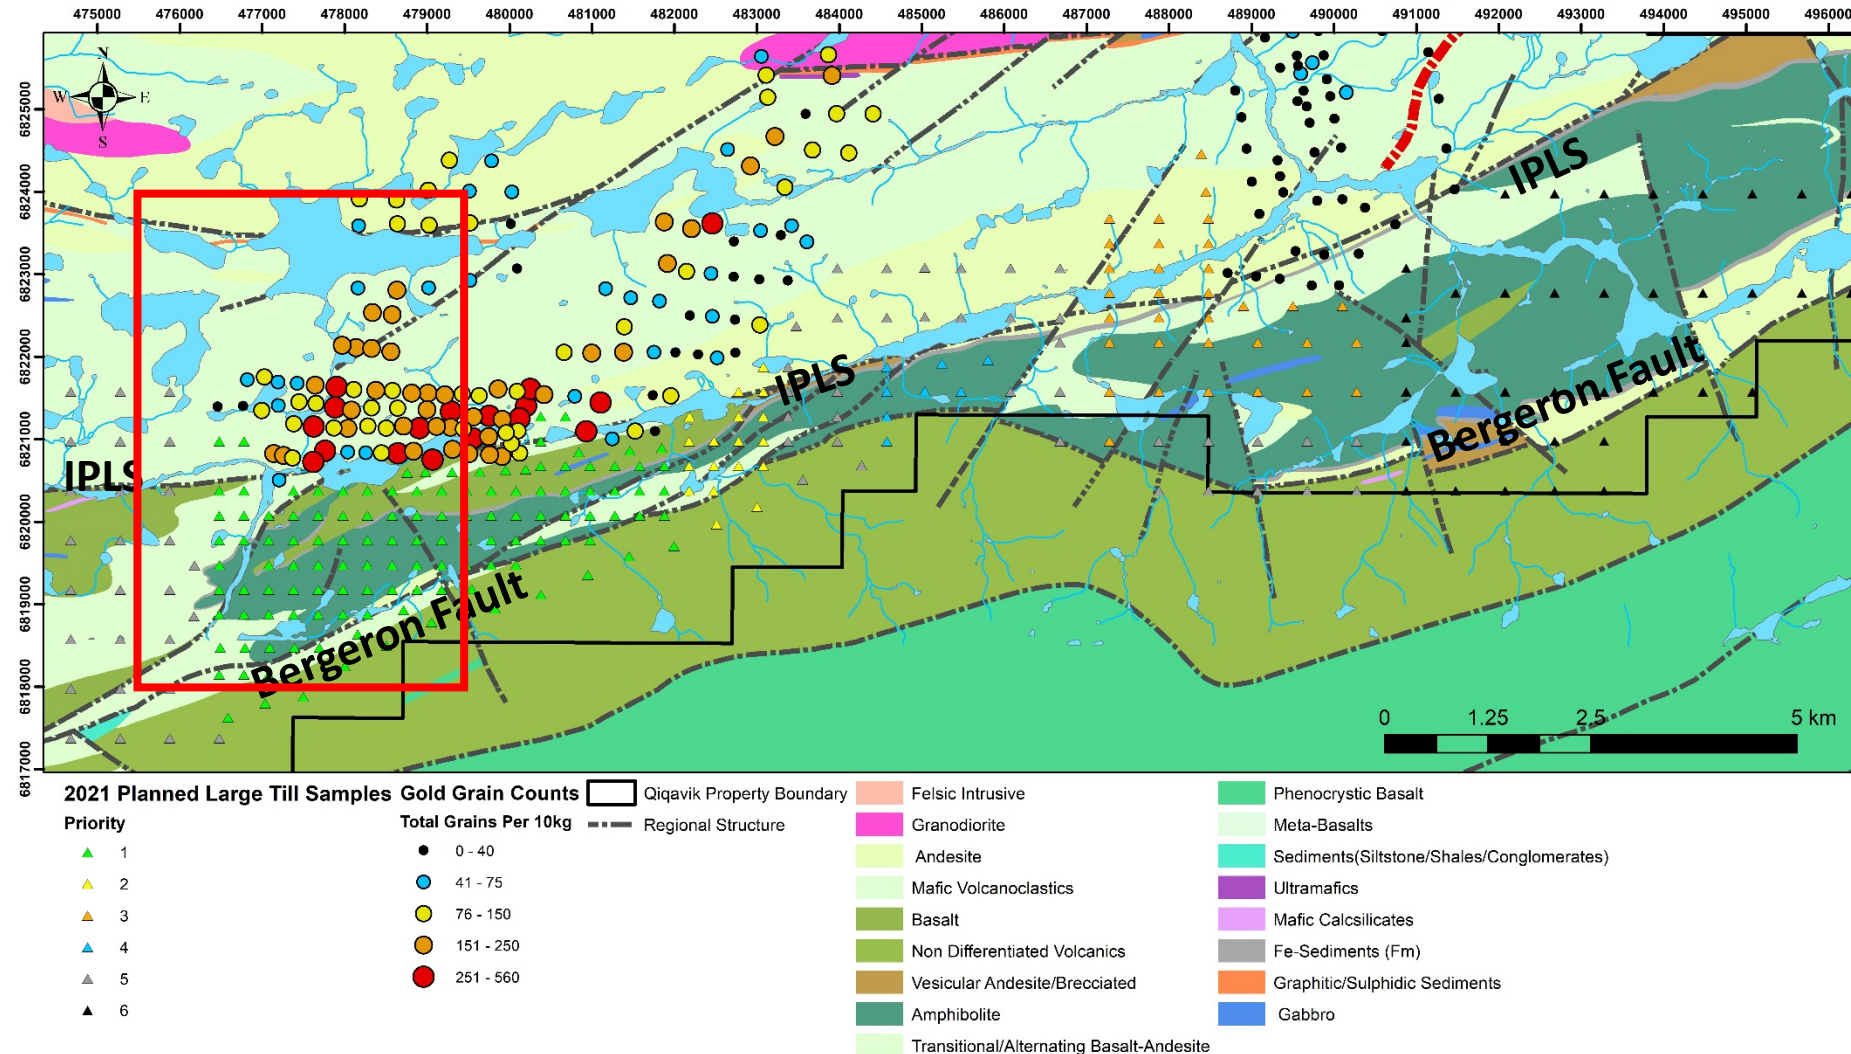 475000 476000 477000 478000 479000 480000 481000 482000 483000 484000 485000 486000 487000 488000 489000 490000 491000 492000 493000 494000 495000 496000
N
W E
S
6825000
6824000
6823000
6822000
6821000
6820000
6819000
6818000
6817000
IPLS
IPLS
IPLS
Bergeron Fault
Bergeron Fault
0 1.25 2.5 5 km
2021 Planned Large Till Samples
Priority
1
2
3
4
5
6
Gold Grain Counts
Total Grains Per 10kg
0 - 40
41 - 75
76 - 150
151 - 250
251 - 560
Qiqavik Property Boundary
Regional Structure
Felsic Intrusive
Granodiorite
Andesite
Mafic Volcanoclastics
Basalt
Non Differentiated Volcanics
Vesicular Andesite/Brecciated
Amphibolite
Transitional/Alternating Basalt-Andesite
Phenocrystic Basalt
Meta-Basalts
Sediments(Siltstone/Shales/Conglomerates)
Ultramafics
Mafic Calcsilicates
Fe-Sediments (Fm)
Graphitic/Sulphidic Sediments
Gabbro